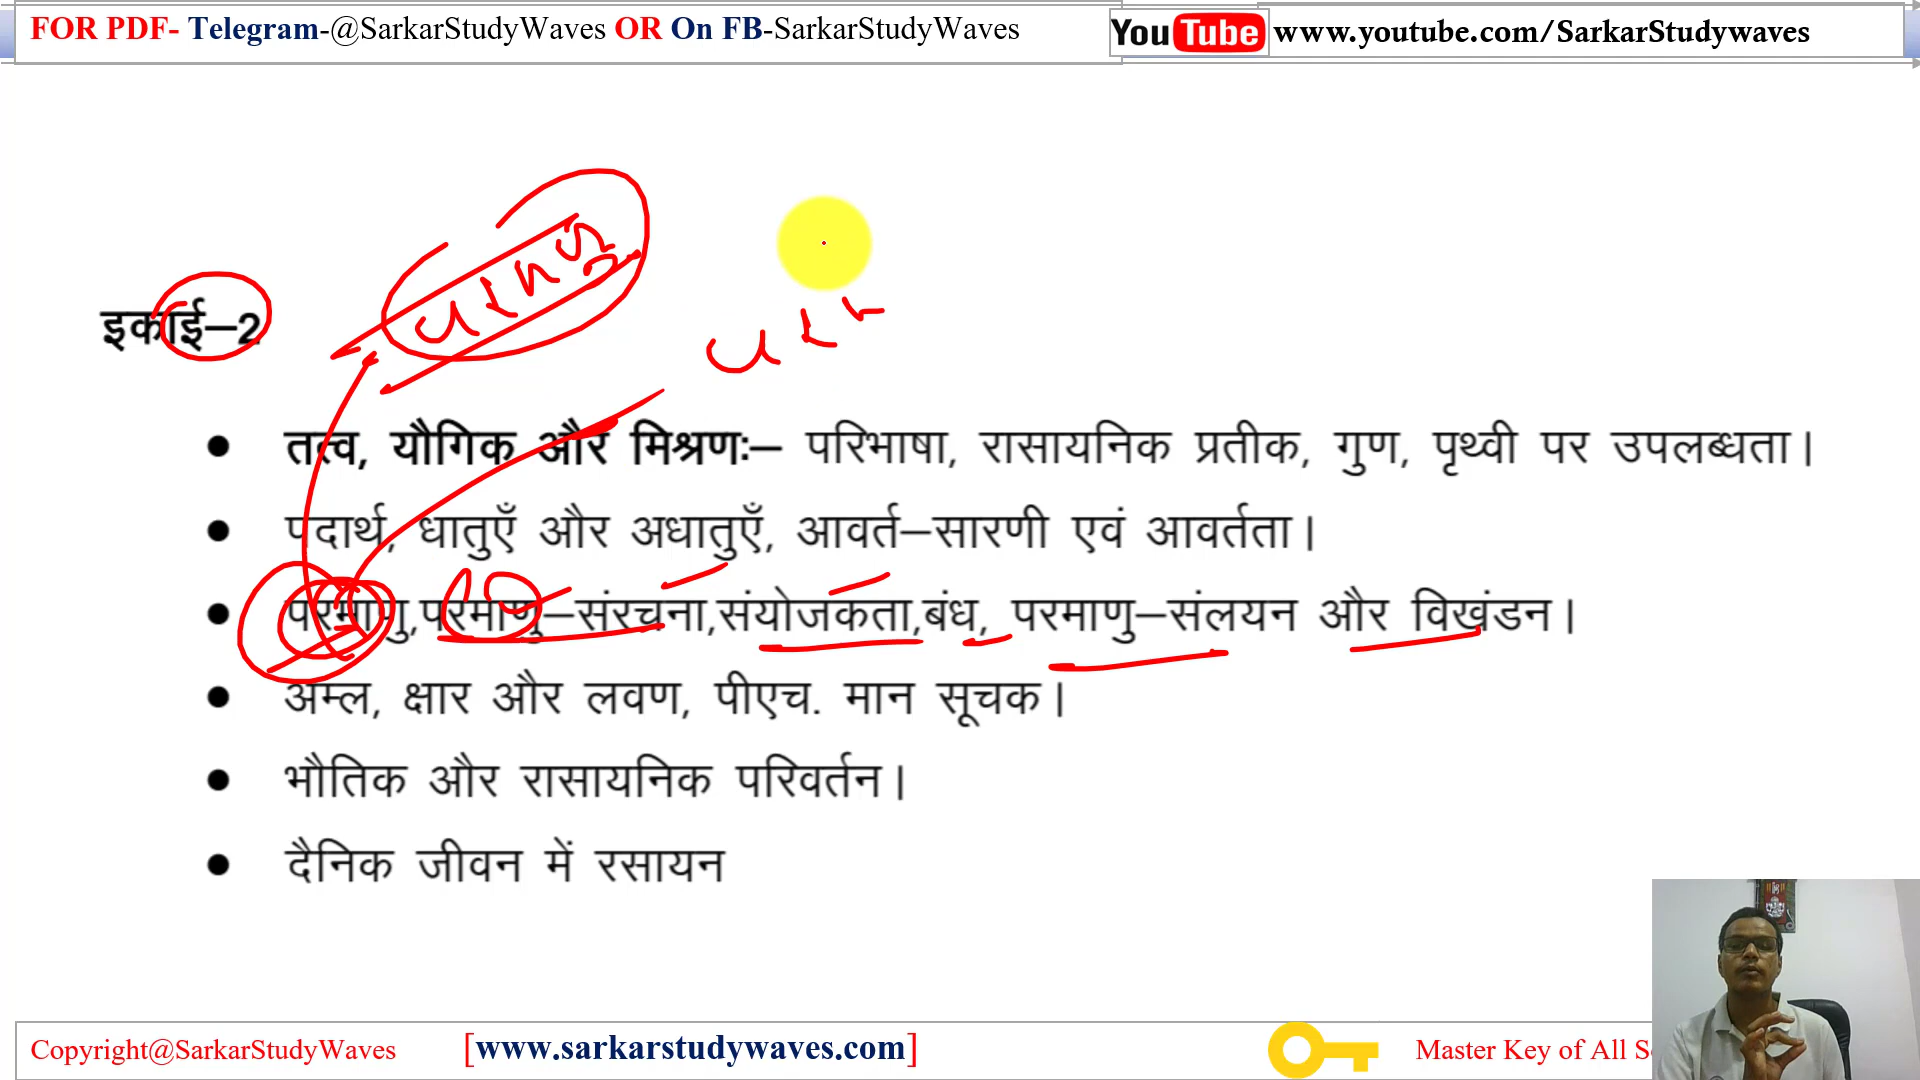 FOR PDF- Telegram-@SarkarStudyWaves OR On FB-SarkarStudyWaves
YouTube www.youtube.com/SarkarStudywaves
परमाणु
पर
इकाई–2
● तत्व, यौगिक और मिश्रणः– परिभाषा, रासायनिक प्रतीक, गुण, पृथ्वी पर उपलब्धता।
● पदार्थ, धातुएँ और अधातुएँ, आवर्त–सारणी एवं आवर्तता।
● परमाणु,परमाणु–संरचना,संयोजकता,बंध, परमाणु–संलयन और विखंडन।
● अम्ल, क्षार और लवण, पीएच. मान सूचक।
● भौतिक और रासायनिक परिवर्तन।
● दैनिक जीवन में रसायन
Copyright@SarkarStudyWaves [www.sarkarstudywaves.com] Master Key of All S